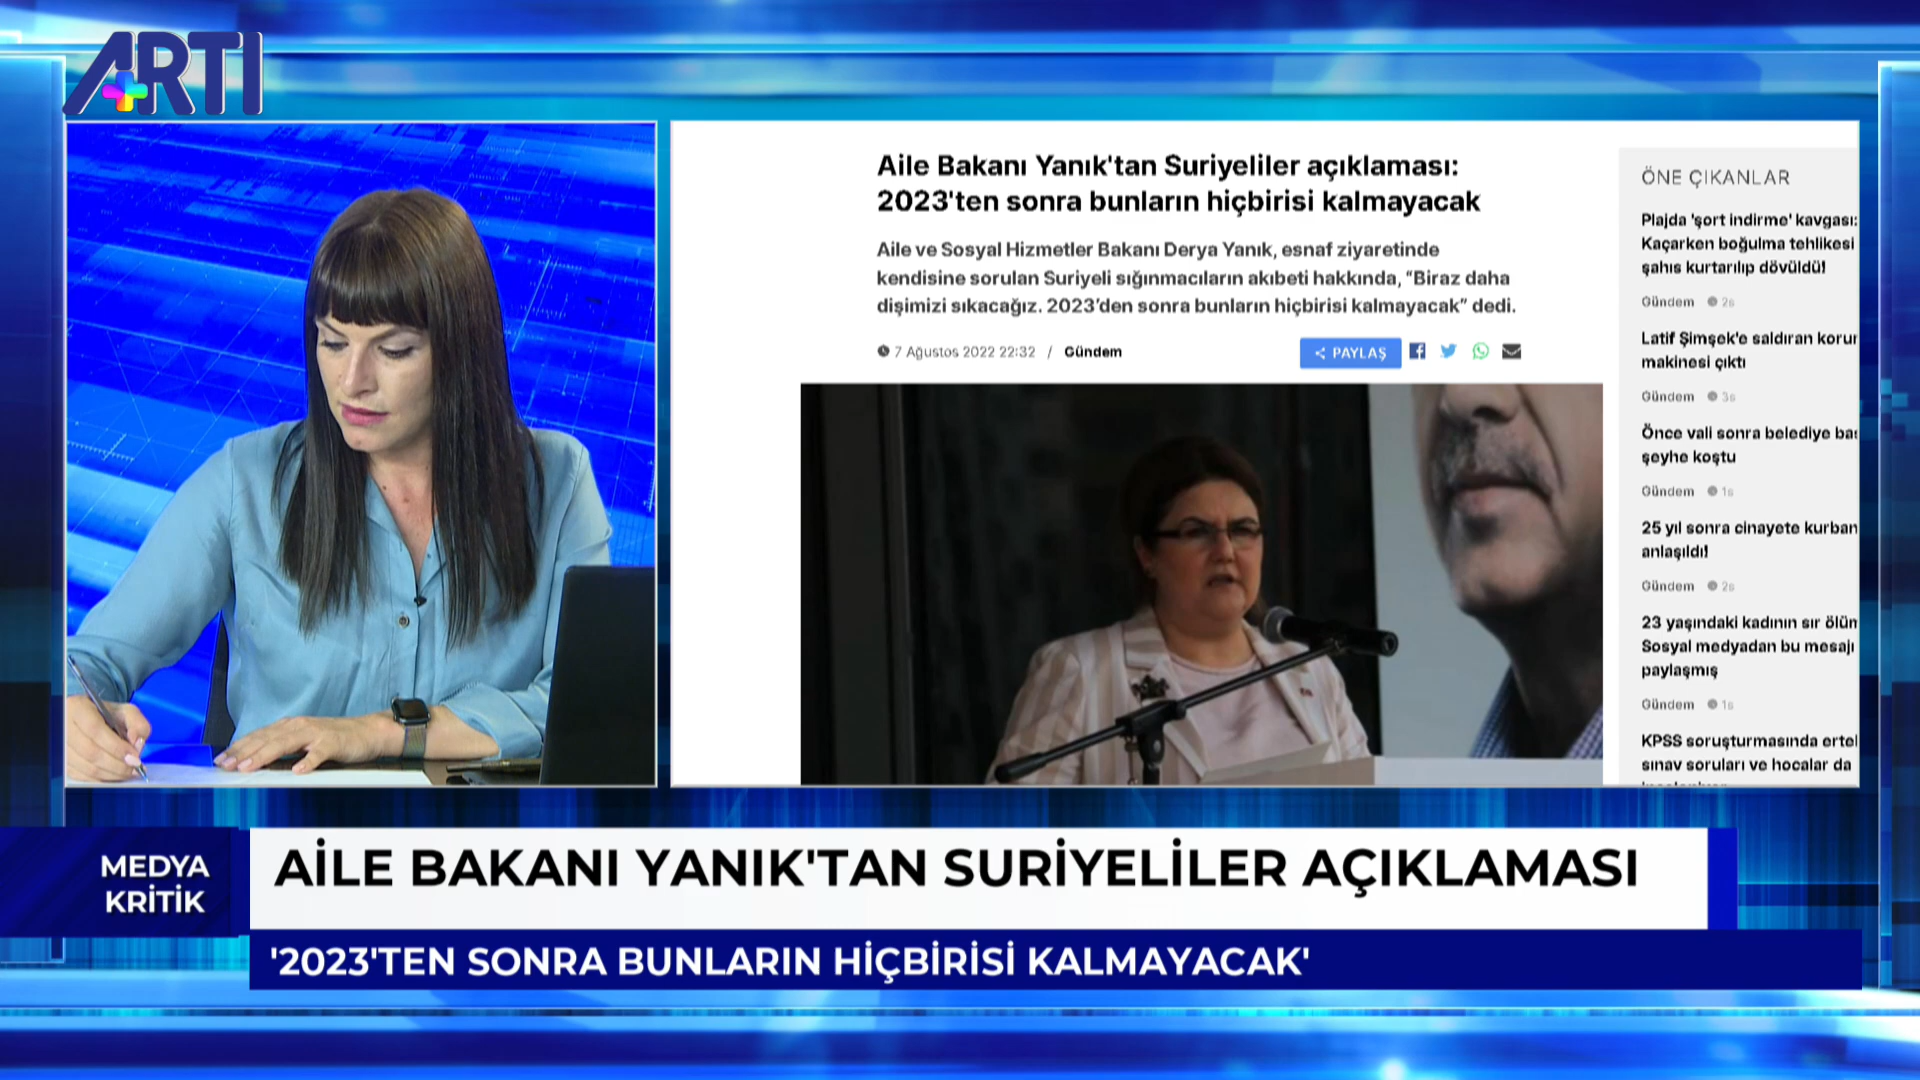 ARTI
Aile Bakanı Yanık'tan Suriyeliler açıklaması:
2023'ten sonra bunların hiçbirisi kalmayacak
Aile ve Sosyal Hizmetler Bakanı Derya Yanık, esnaf ziyaretinde
kendisine sorulan Suriyeli sığınmacıların akıbeti hakkında, “Biraz daha
dişimizi sıkacağız. 2023’den sonra bunların hiçbirisi kalmayacak” dedi.
7 Ağustos 2022 22:32 / Gündem
PAYLAŞ
ÖNE ÇIKANLAR
Plajda 'şort indirme' kavgası:
Kaçarken boğulma tehlikesi
şahıs kurtarılıp dövüldü!
Gündem 2s
Latif Şimşek'e saldıran
makinesi çıktı
Gündem 3s
Önce vali sonra belediye
şeyhe koştu
Gündem 1s
25 yıl sonra cinayete kurban
anlaşıldı!
Gündem 2s
23 yaşındaki kadının sır
Sosyal medyadan bu mesajı
paylaşmış
Gündem 1s
KPSS soruşturmasında
sınav soruları ve hocalar da
MEDYA
KRİTİK
AİLE BAKANI YANIK'TAN SURİYELİLER AÇIKLAMASI
'2023'TEN SONRA BUNLARIN HİÇBİRİSİ KALMAYACAK'